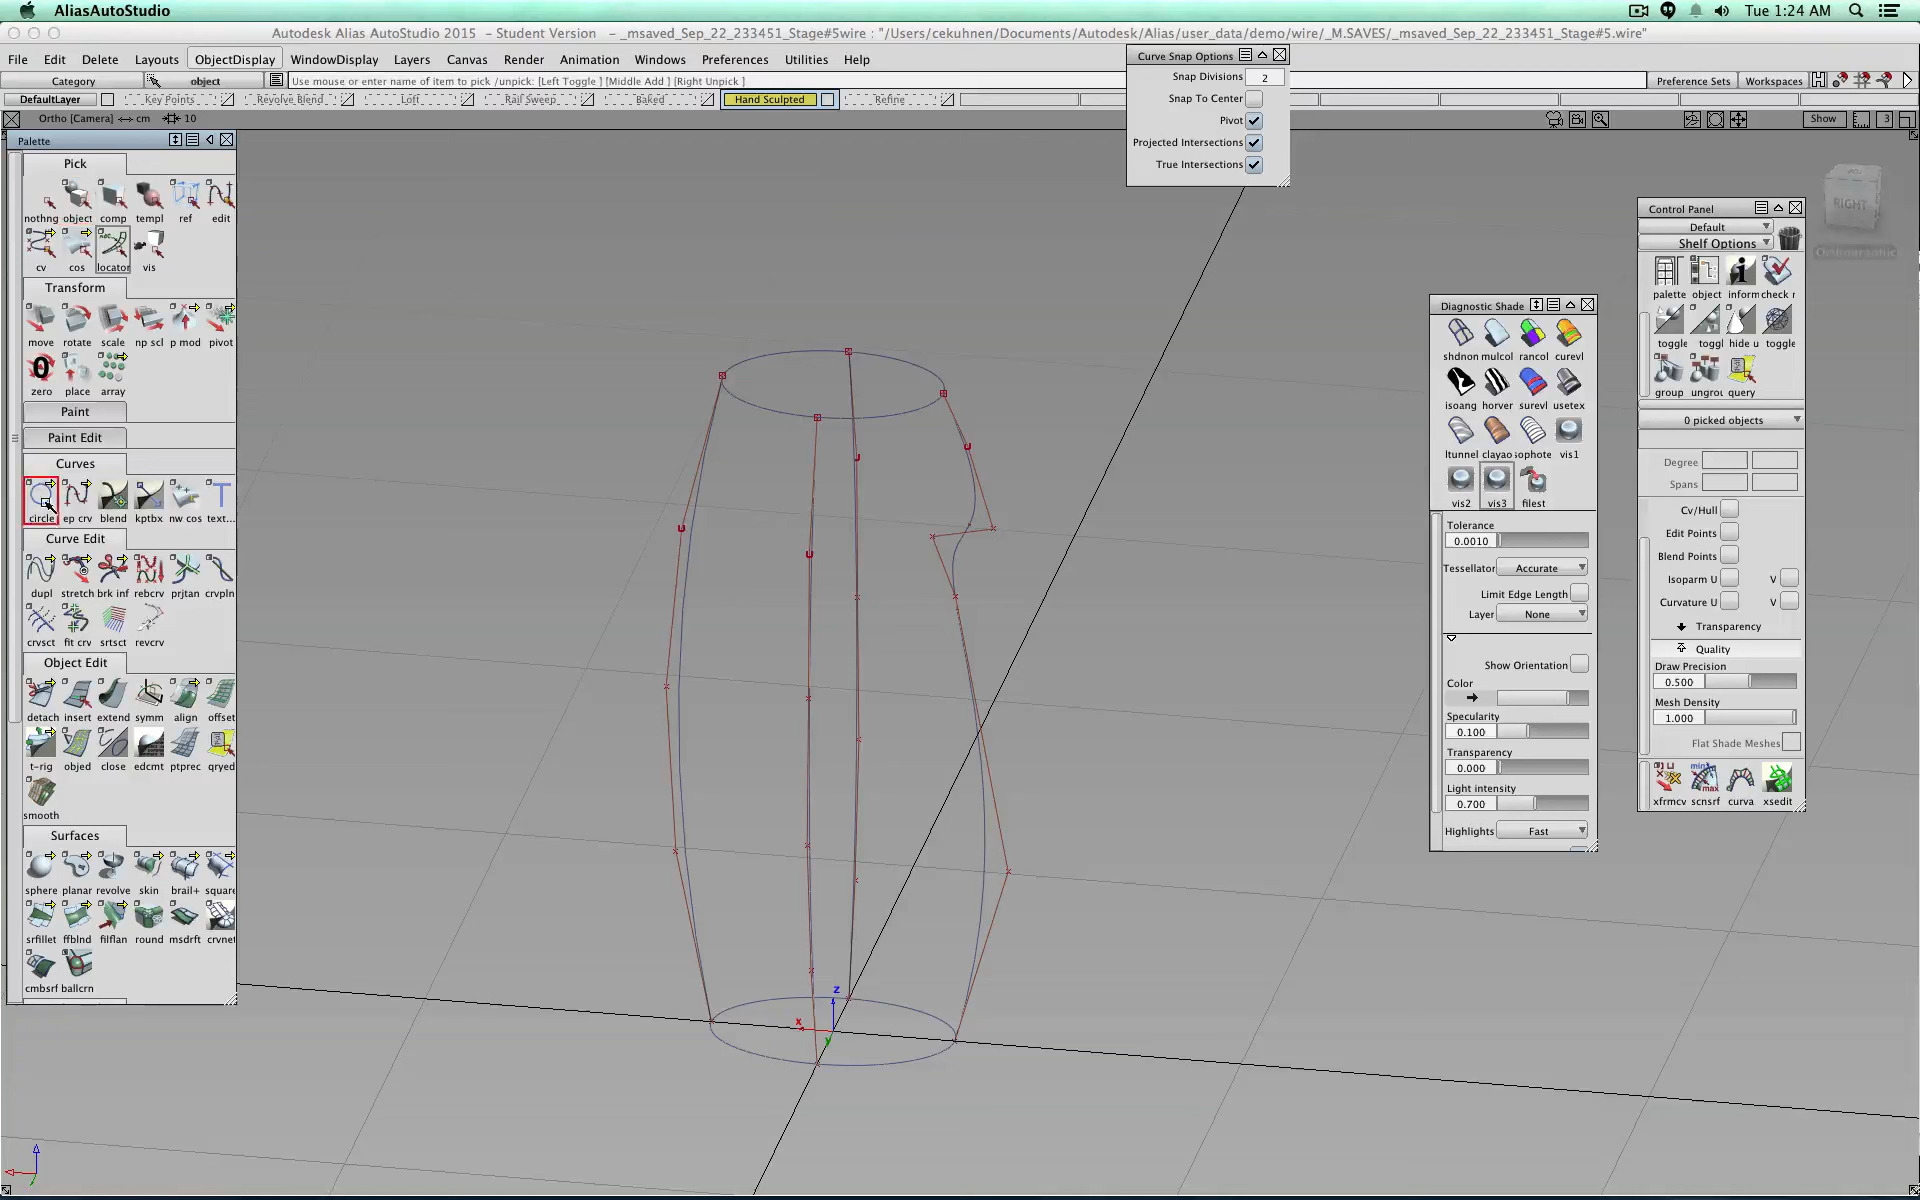 AliasAutoStudio
Tue 1:24 AM
Autodesk Alias AutoStudio 2015 - Student Version - _msaved_Sep_22_233451_Stage#5wire : "/Users/cekuhnen/Documents/Autodesk/Alias/user_data/demo/wire/_M.SAVES/_msaved_Sep_22_233451_Stage#5.wire"
File Edit Delete Layouts ObjectDisplay WindowDisplay Layers Canvas Render Animation Windows Preferences Utilities Help
Category object Use mouse or enter name of item to pick /unpick: [Left Toggle ] [Middle Add ] [Right Unpick ] Preference Sets Workspaces
DefaultLayer Key Points Revolve Blend Loft Rail Sweep Baked Hand Sculpted Refine
Ortho [Camera] <-> cm 10 Show 3
Curve Snap Options
Snap Divisions 2
Snap To Center
Pivot
Projected Intersections
True Intersections
Palette
Pick
nothng object comp templ ref edit
cv cos locator vis
Transform
move rotate scale np scl p mod pivot
zero place array
Paint
Paint Edit
Curves
circle ep crv blend kptbx nw cos text...
Curve Edit
dupl stretch brk inf rebcrv prjtan crvpln
crvsct fit crv srtsct revcrv
Object Edit
detach insert extend symm align offset
t-rig objed close edcmt ptprec qryed
smooth
Surfaces
sphere planar revolve skin brail+ square
srfillet ffblnd filflan round msdrft crvnet
cmbsrf ballcrn
z
x
y
U
U
U
U
RIGHT
Orthographic
Diagnostic Shade
shdnon mulcol rancol curevl
isoang horver surevl usetex
ltunnel clayao isophote vis1
vis2 vis3 filest
Tolerance
0.0010
Tessellator Accurate
Limit Edge Length
Layer None
Show Orientation
Color
Specularity
0.100
Transparency
0.000
Light intensity
0.700
Highlights Fast
Control Panel
Default
Shelf Options
palette object inform check r
toggle toggl hide u toggle
group ungrou query
0 picked objects
Degree
Spans
Cv/Hull
Edit Points
Blend Points
Isoparm U V
Curvature U V
Transparency
Quality
Draw Precision
0.500
Mesh Density
1.000
Flat Shade Meshes
xfrmcv scnsrf curva xsedit